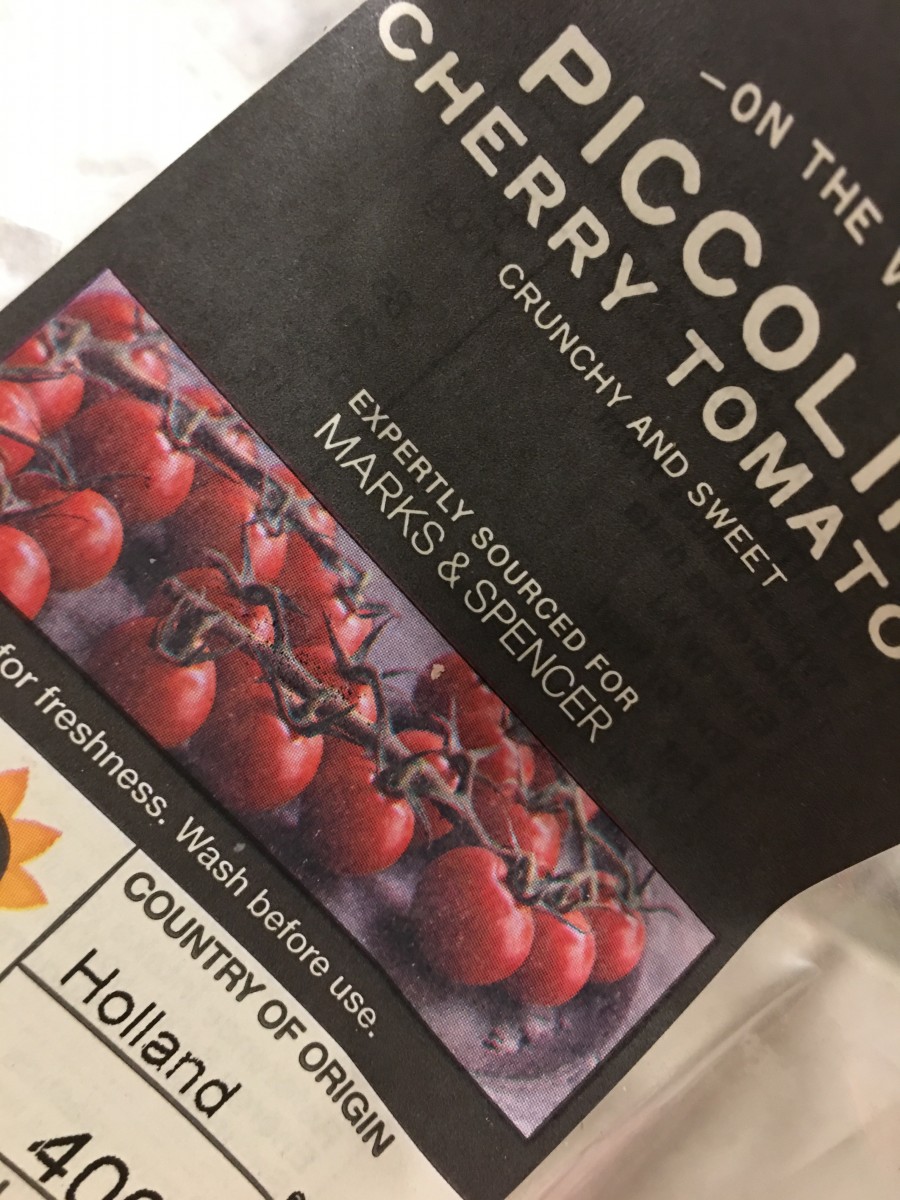 -ON THE
CHERRY TOMATO
CRUNCHY AND SWEET
EXPERTLY SOURCED FOR
MARKS & SPENCER
for freshness. Wash before use.
COUNTRY OF ORIGIN
Holland